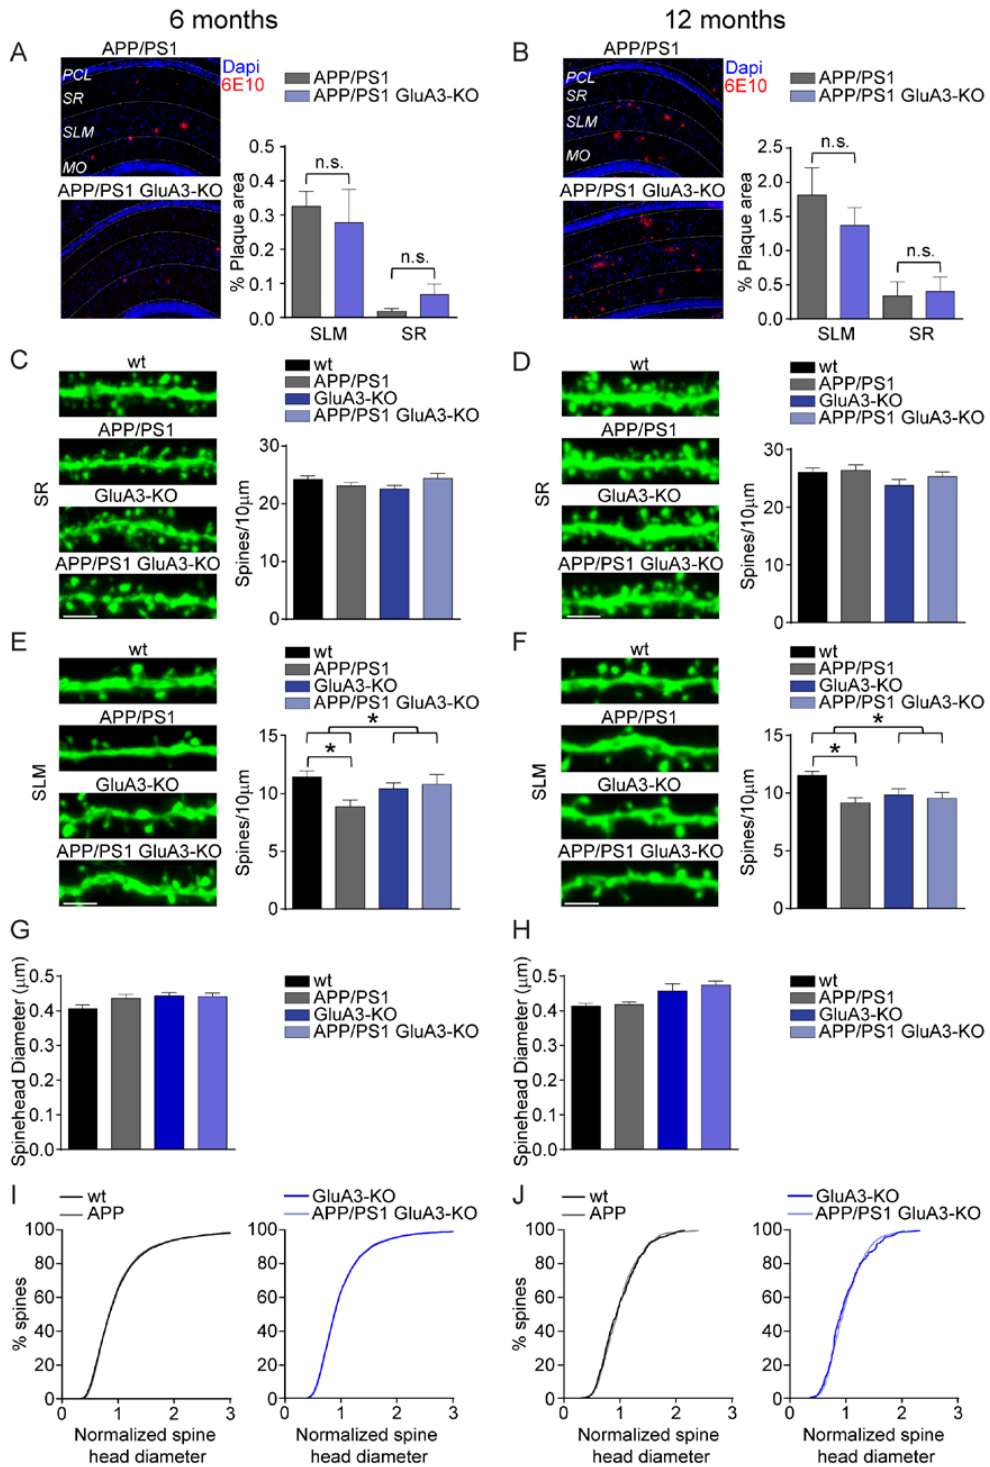 6 months
12 months
A
APP/PS1
Dapi
6E10
PCL
SR
SLM
MO
APP/PS1 GluA3-KO
APP/PS1
APP/PS1 GluA3-KO
% Plaque area
0.5
0.4
0.3
0.2
0.1
0.0
n.s.
n.s.
SLM
SR
B
APP/PS1
Dapi
6E10
PCL
SR
SLM
MO
APP/PS1 GluA3-KO
APP/PS1
APP/PS1 GluA3-KO
% Plaque area
2.5
2.0
1.5
1.0
0.5
0.0
n.s.
n.s.
SLM
SR
C
SR
wt
APP/PS1
GluA3-KO
APP/PS1 GluA3-KO
wt
APP/PS1
GluA3-KO
APP/PS1 GluA3-KO
Spines/10µm
30
20
10
0
D
SR
wt
APP/PS1
GluA3-KO
APP/PS1 GluA3-KO
wt
APP/PS1
GluA3-KO
APP/PS1 GluA3-KO
Spines/10µm
30
20
10
0
E
SLM
wt
APP/PS1
GluA3-KO
APP/PS1 GluA3-KO
wt
APP/PS1
GluA3-KO
APP/PS1 GluA3-KO
Spines/10µm
15
10
5
0
*
*
F
SLM
wt
APP/PS1
GluA3-KO
APP/PS1 GluA3-KO
wt
APP/PS1
GluA3-KO
APP/PS1 GluA3-KO
Spines/10µm
15
10
5
0
*
*
G
Spinehead Diameter (µm)
0.5
0.4
0.3
0.2
0.1
0.0
wt
APP/PS1
GluA3-KO
APP/PS1 GluA3-KO
H
Spinehead Diameter (µm)
0.5
0.4
0.3
0.2
0.1
0.0
wt
APP/PS1
GluA3-KO
APP/PS1 GluA3-KO
I
wt
APP
% spines
100
80
60
40
20
0
0 1 2 3
Normalized spine
head diameter
GluA3-KO
APP/PS1 GluA3-KO
100
80
60
40
20
0
0 1 2 3
Normalized spine
head diameter
J
wt
APP
% spines
100
80
60
40
20
0
0 1 2 3
Normalized spine
head diameter
GluA3-KO
APP/PS1 GluA3-KO
100
80
60
40
20
0
0 1 2 3
Normalized spine
head diameter